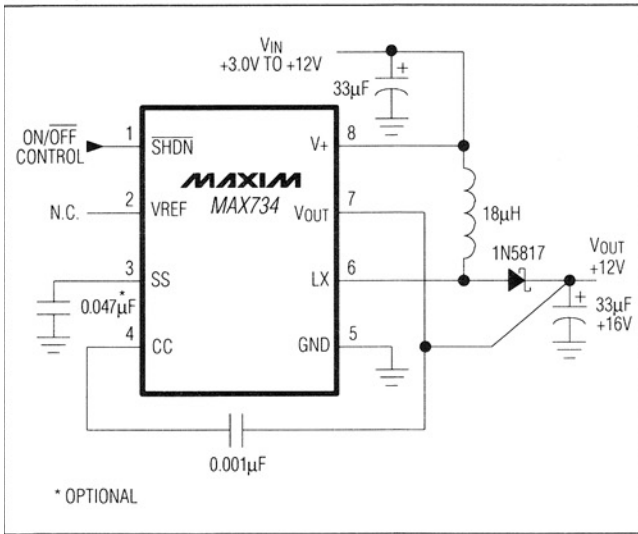 VIN
+3.0V TO +12V
+
33µF
ON/OFF
CONTROL
1
SHDN
V+
8
MAXIM
MAX734
N.C.
2
VREF
VOUT
7
18µH
1N5817
VOUT
+12V
3
SS
LX
6
*
0.047µF
+
33µF
+16V
4
CC
GND
5
0.001µF
* OPTIONAL